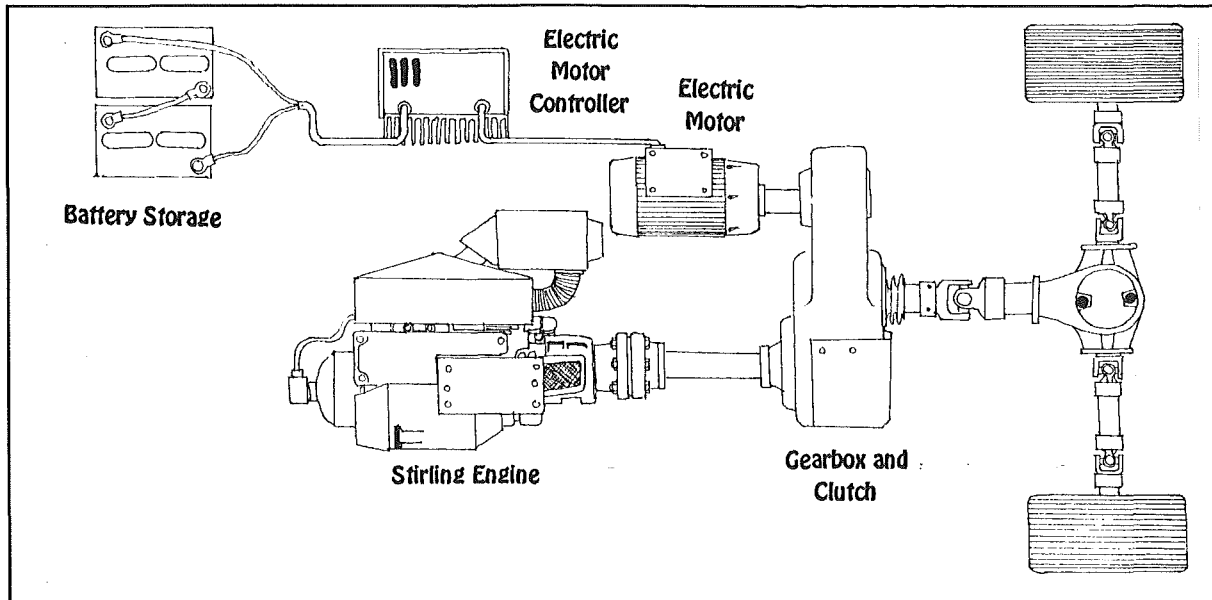 Electric
Motor
Controller
Electric
Motor
Battery Storage
Stirling Engine
Gearbox and
Clutch